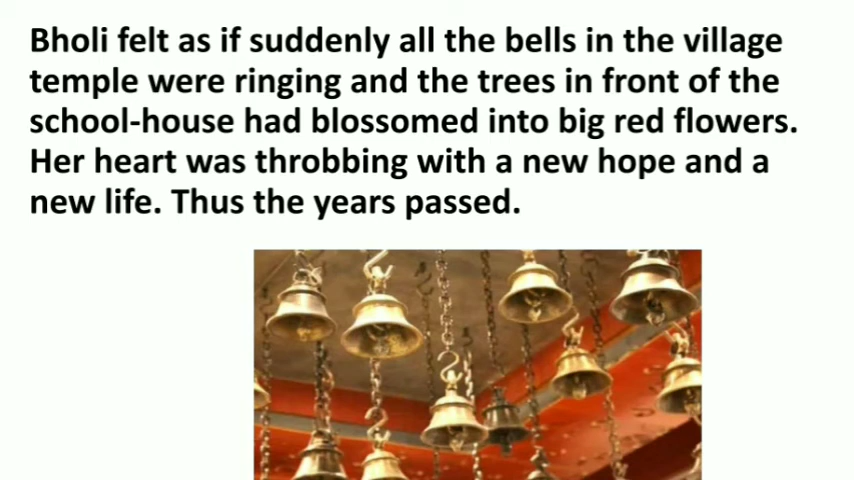 Bholi felt as if suddenly all the bells in the village
temple were ringing and the trees in front of the
school-house had blossomed into big red flowers.
Her heart was throbbing with a new hope and a
new life. Thus the years passed.